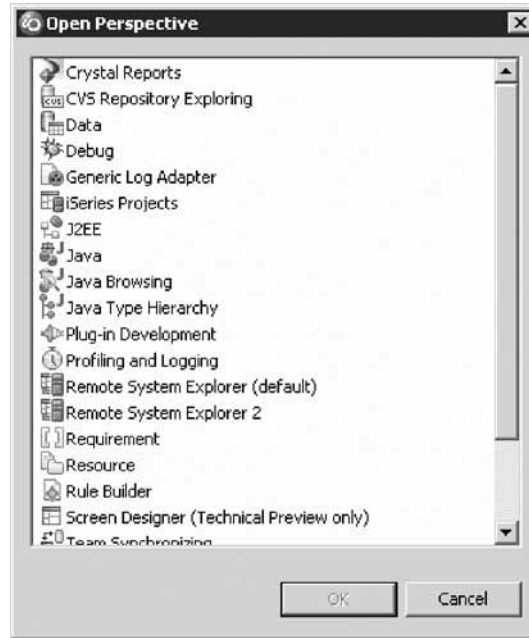 Open Perspective
Crystal Reports
CVS Repository Exploring
Data
Debug
Generic Log Adapter
iSeries Projects
J2EE
Java
Java Browsing
Java Type Hierarchy
Plug-in Development
Profiling and Logging
Remote System Explorer (default)
Remote System Explorer 2
Requirement
Resource
Rule Builder
Screen Designer (Technical Preview only)
Team Synchronizing
OK Cancel